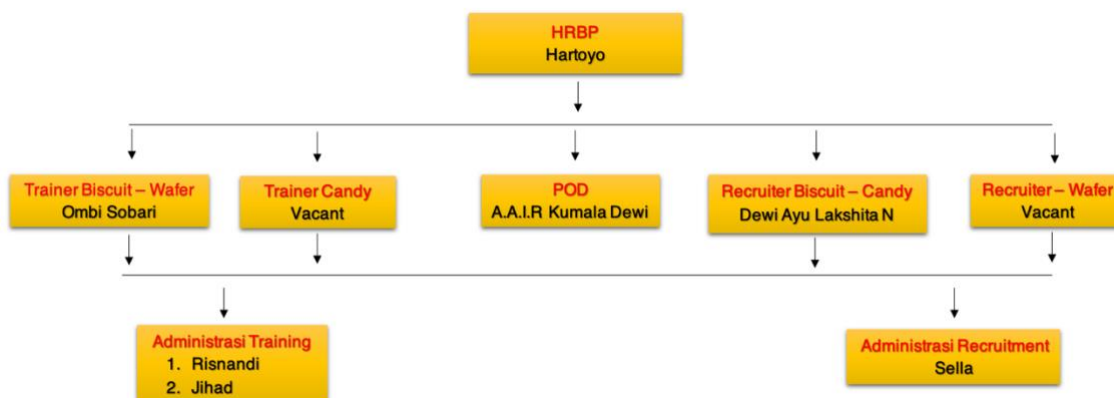 HRBP
Hartoyo
Trainer Biscuit – Wafer
Ombi Sobari
Trainer Candy
Vacant
POD
A.A.I.R Kumala Dewi
Recruiter Biscuit – Candy
Dewi Ayu Lakshita N
Recruiter – Wafer
Vacant
Administrasi Training
1. Risnandi
2. Jihad
Administrasi Recruitment
Sella